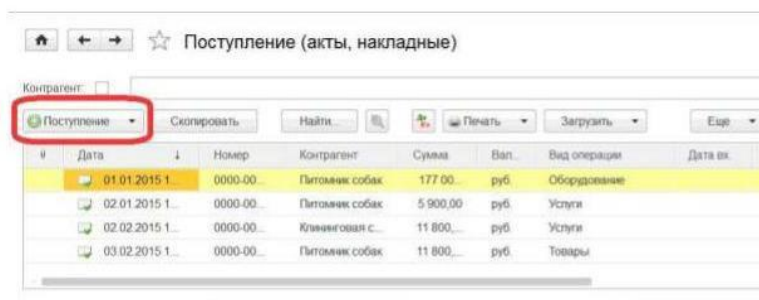 Поступление (акты, накладные)
Контрагент:
Поступление Скопировать Найти... Печать Загрузить Еще
Дата Номер Контрагент Сумма Вал... Вид операции Дата вх.
01.01.2015 1... 0000-00... Питомник собак 177 00... руб. Оборудование
02.01.2015 1... 0000-00... Питомник собак 5 900,00 руб. Услуги
02.02.2015 1... 0000-00... Клининговая с... 11 800,... руб. Услуги
03.02.2015 1... 0000-00... Питомник собак 11 800,... руб. Товары